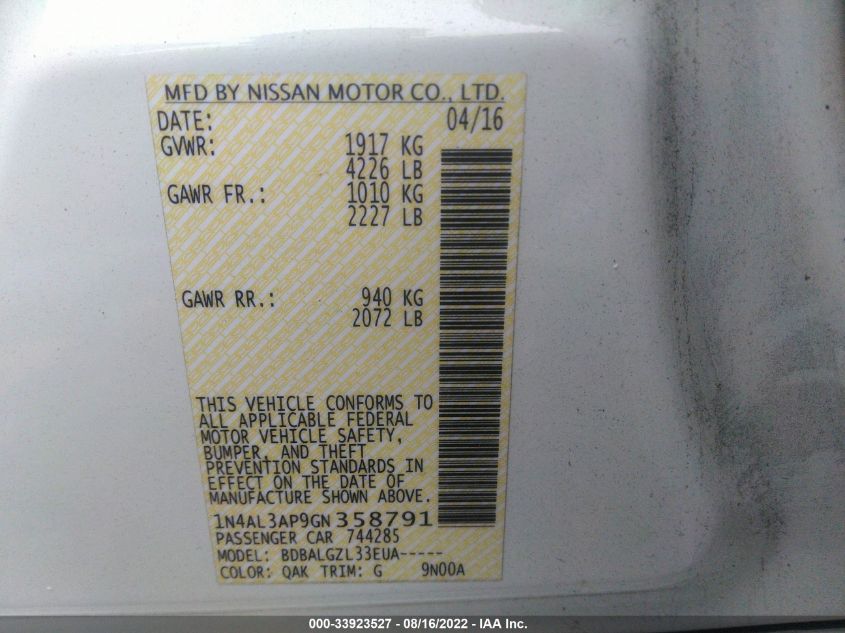 MFD BY NISSAN MOTOR CO., LTD.
DATE: 04/16
GVWR: 1917 KG
4226 LB
GAWR FR.: 1010 KG
2227 LB
GAWR RR.: 940 KG
2072 LB
THIS VEHICLE CONFORMS TO
ALL APPLICABLE FEDERAL
MOTOR VEHICLE SAFETY,
BUMPER, AND THEFT
PREVENTION STANDARDS IN
EFFECT ON THE DATE OF
MANUFACTURE SHOWN ABOVE.
1N4AL3AP9GN358791
PASSENGER CAR 744285
MODEL: BDBALGZL33EUA-----
COLOR: QAK TRIM: G 9N00A
000-33923527 - 08/16/2022 - IAA Inc.